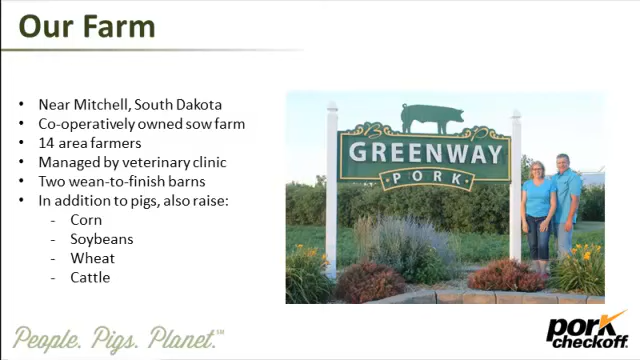 Our Farm
• Near Mitchell, South Dakota
• Co-operatively owned sow farm
• 14 area farmers
• Managed by veterinary clinic
• Two wean-to-finish barns
• In addition to pigs, also raise:
- Corn
- Soybeans
- Wheat
- Cattle
B P
GREENWAY
·PORK·
People. Pigs. Planet.℠
pork
checkoff.